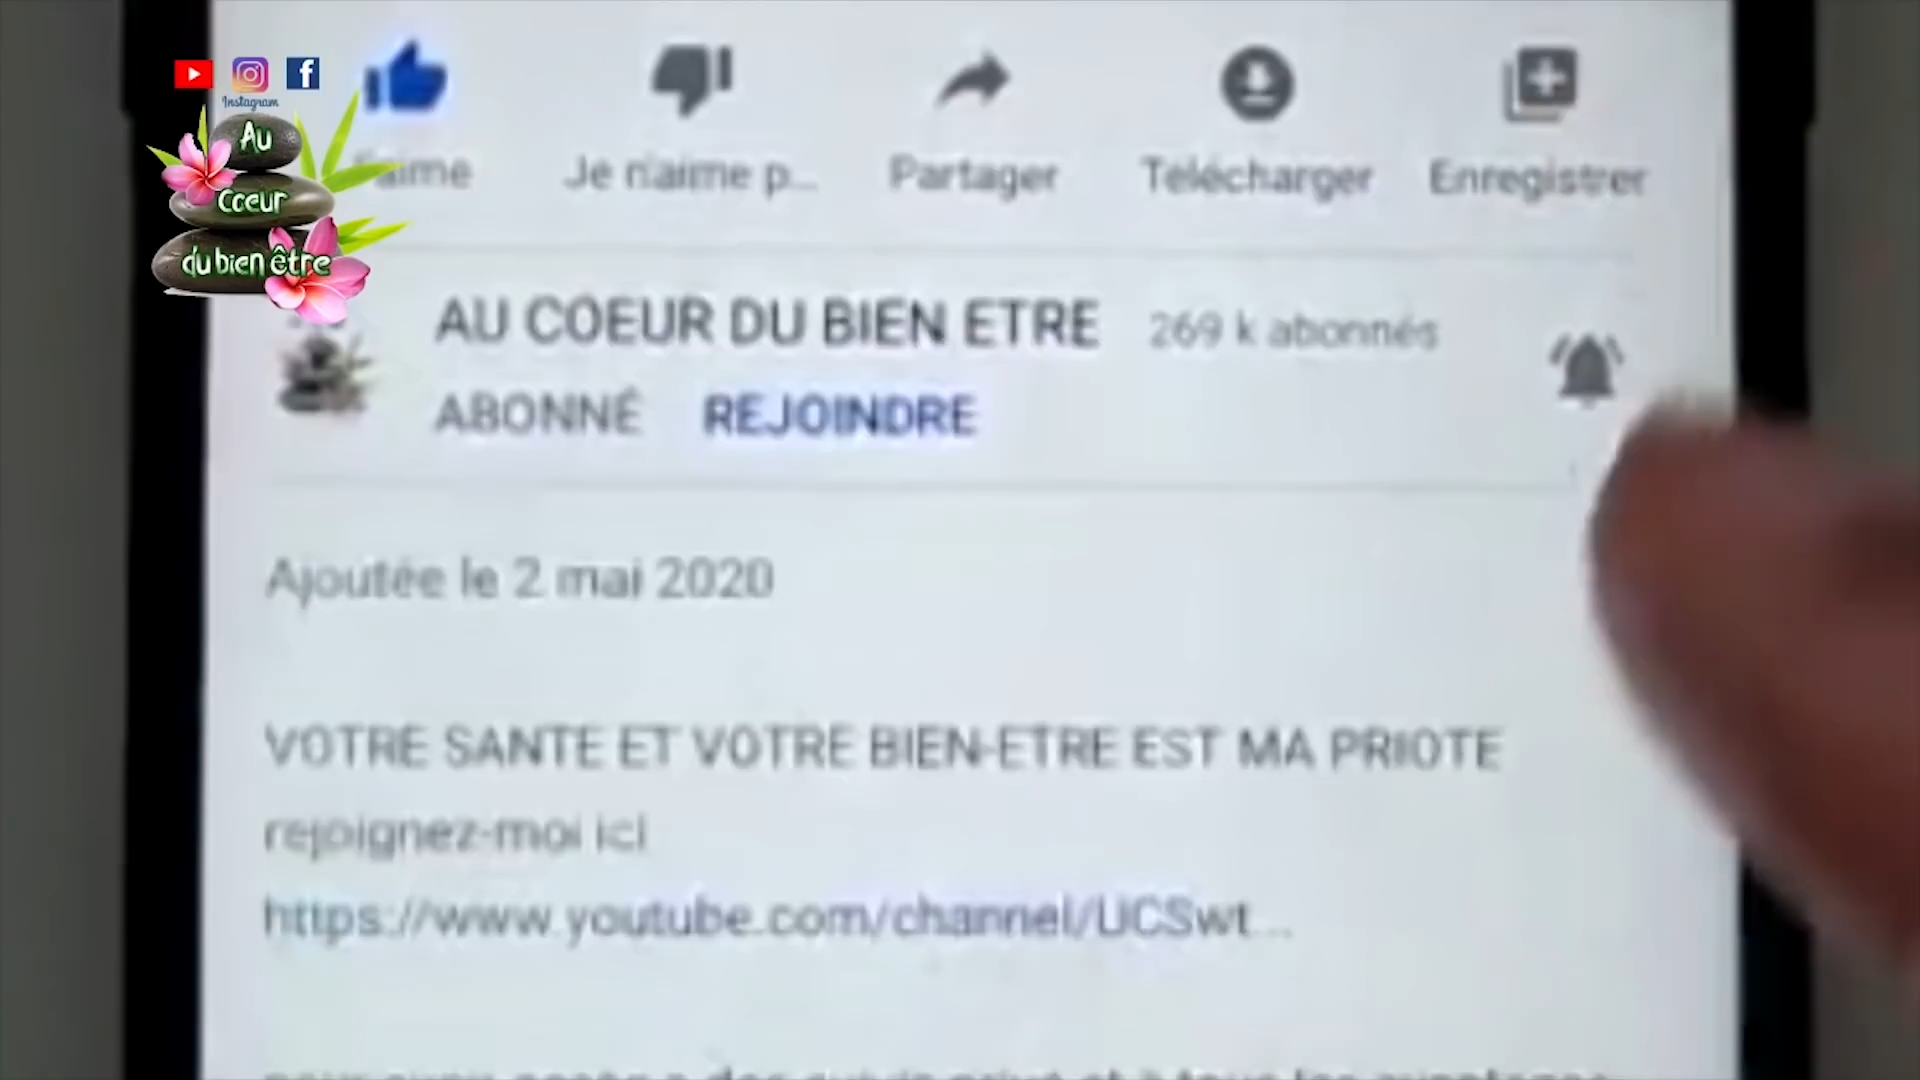 Instagram
Au
Coeur
du bien être
J'aime
Je n'aime p...
Partager
Télécharger
Enregistrer
AU COEUR DU BIEN ETRE 269 k abonnés
ABONNÉ REJOINDRE
Ajoutée le 2 mai 2020
VOTRE SANTE ET VOTRE BIEN-ETRE EST MA PRIOTE
rejoignez-moi ici
https://www.youtube.com/channel/UCSwt...